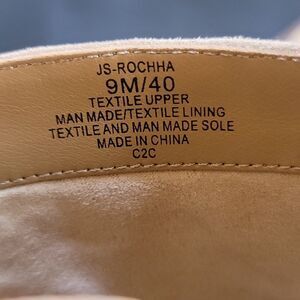 JS-ROCHHA
9M/40
TEXTILE UPPER
MAN MADE/TEXTILE LINING
TEXTILE AND MAN MADE SOLE
MADE IN CHINA
C2C